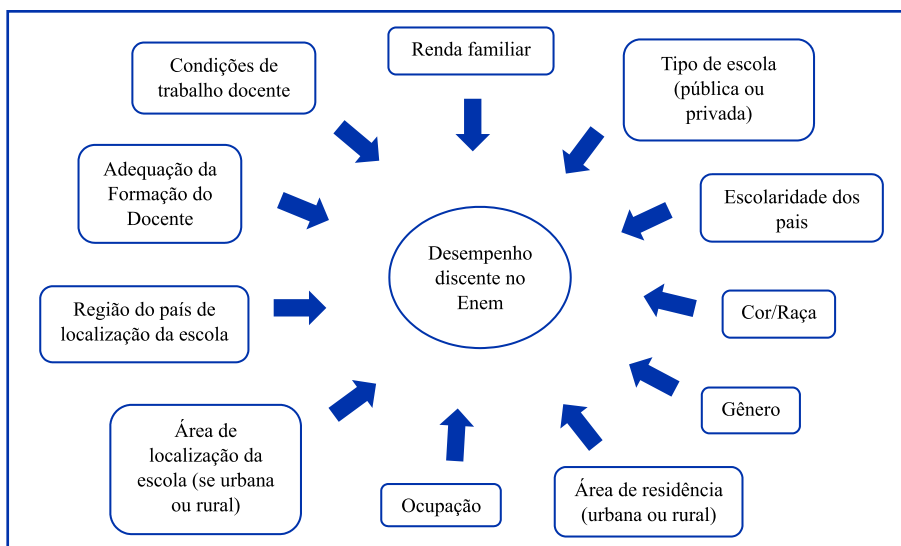 Renda familiar
Condições de
trabalho docente
Tipo de escola
(pública ou
privada)
Adequação da
Formação do
Docente
Escolaridade dos
pais
Desempenho
discente no
Enem
Região do país de
localização da escola
Cor/Raça
Gênero
Área de
localização da
escola (se urbana
ou rural)
Ocupação
Área de residência
(urbana ou rural)